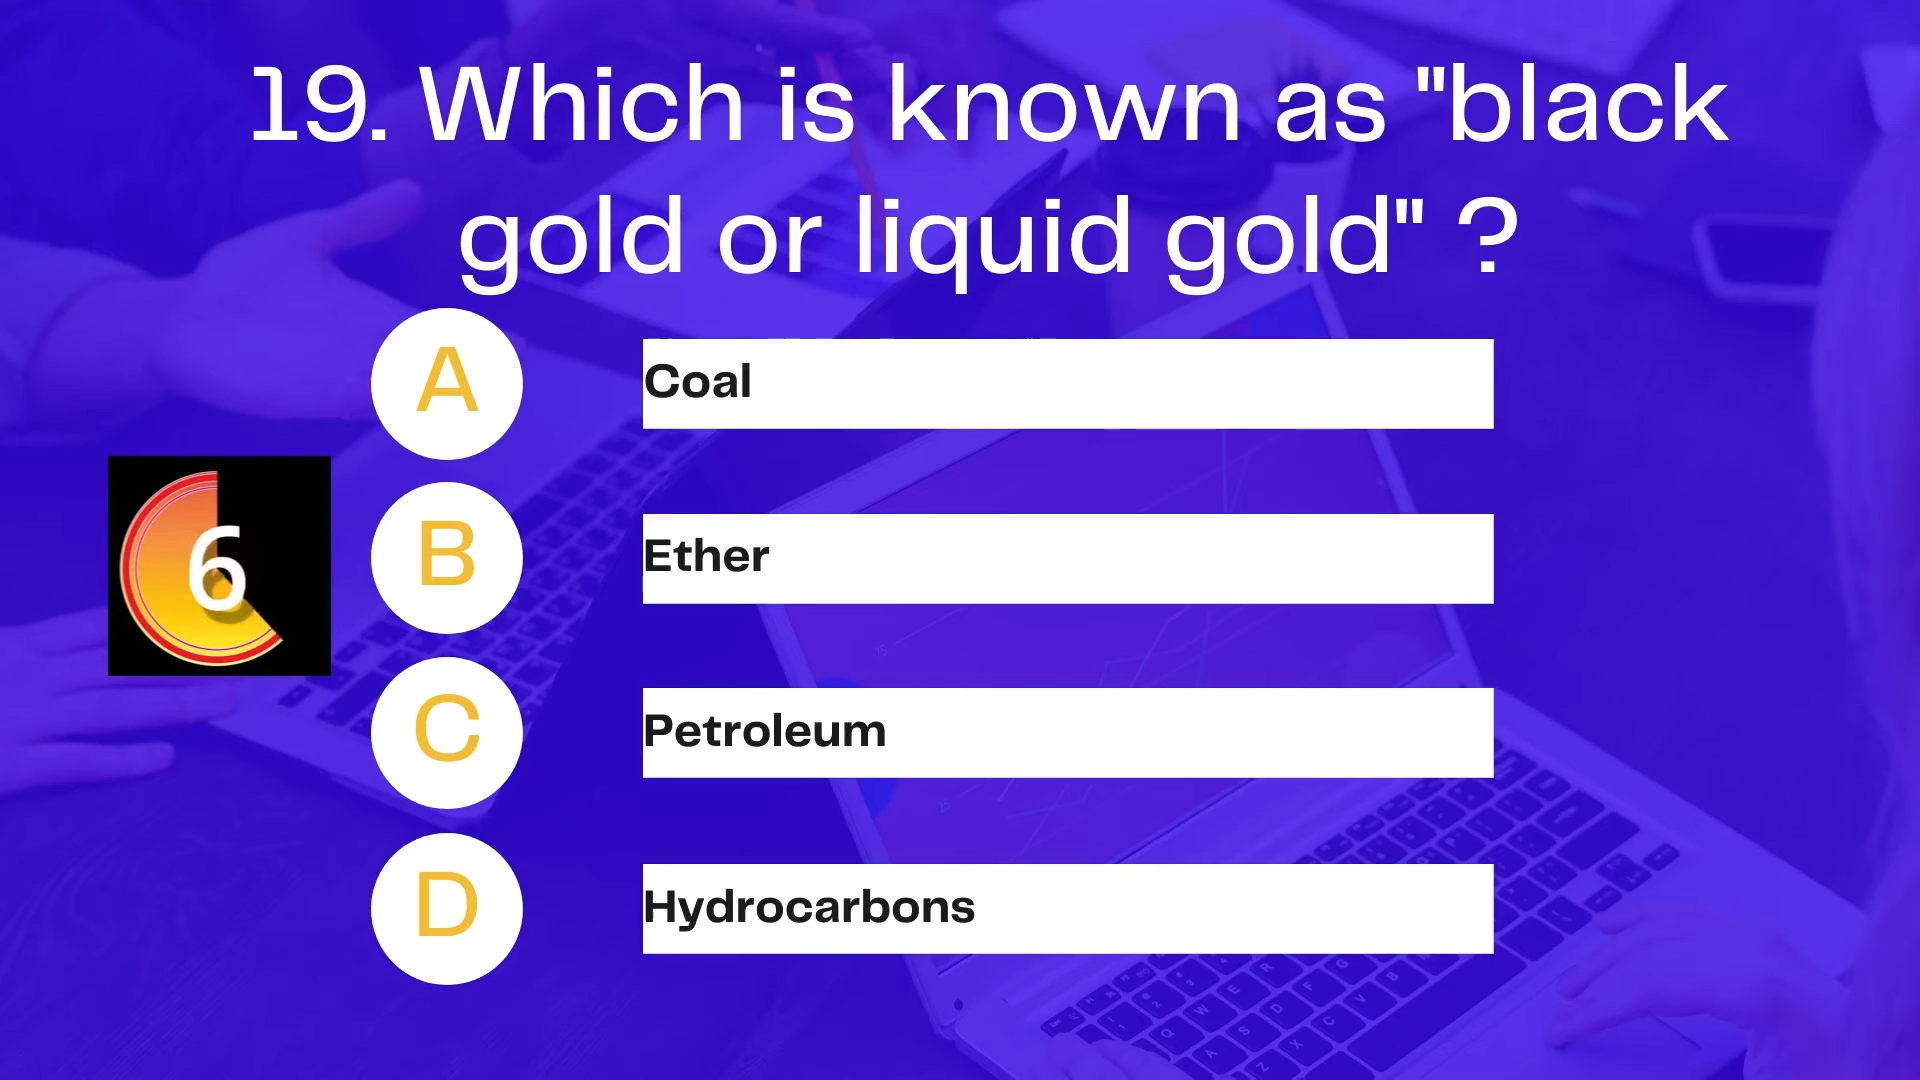 19. Which is known as "black
gold or liquid gold" ?
A
Coal
6
B
Ether
C
Petroleum
D
Hydrocarbons